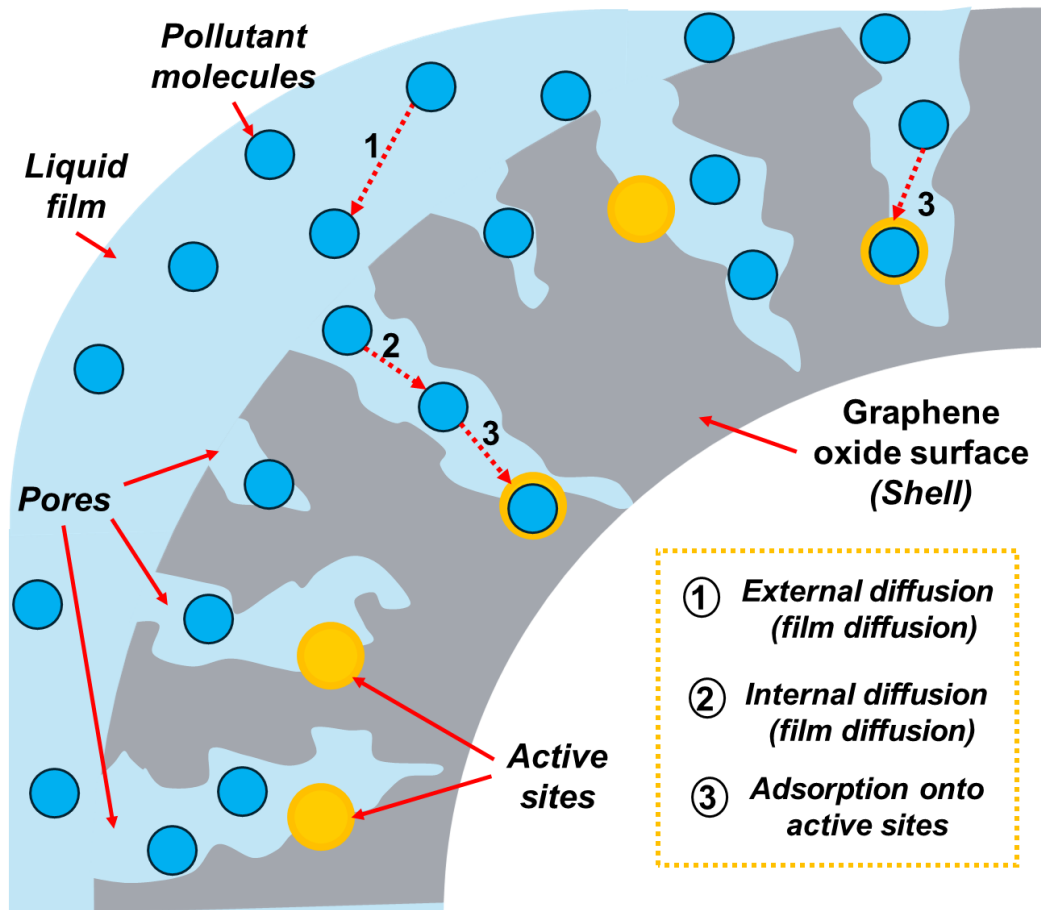 Pollutant
molecules
Liquid
film
1
2
3
3
Graphene
oxide surface
(Shell)
Pores
Active
sites
1 External diffusion
(film diffusion)
2 Internal diffusion
(film diffusion)
3 Adsorption onto
active sites